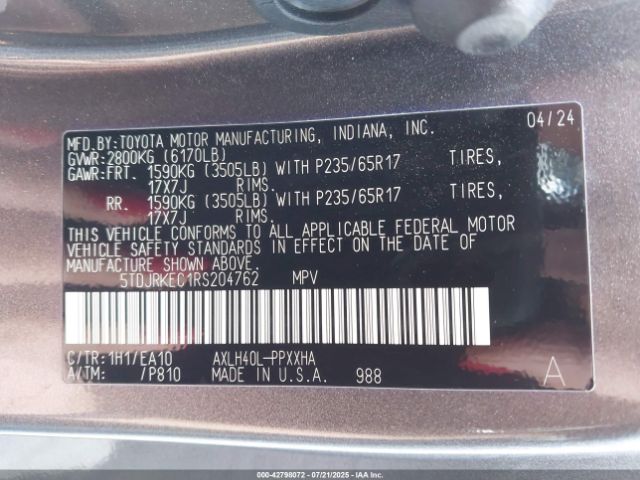 MFD.BY:TOYOTA MOTOR MANUFACTURING, INDIANA, INC. 04/24
GVWR:2800KG (6170LB)
GAWR:FRT. 1590KG (3505LB) WITH P235/65R17 TIRES,
17X7J RIMS.
RR. 1590KG (3505LB) WITH P235/65R17 TIRES,
17X7J RIMS.
THIS VEHICLE CONFORMS TO ALL APPLICABLE FEDERAL MOTOR
VEHICLE SAFETY STANDARDS IN EFFECT ON THE DATE OF
MANUFACTURE SHOWN ABOVE.
5TDJRKEC1RS204762 MPV
C/TR:1H1/EA10 AXLH40L-PPXXHA
A/TM: /P810 MADE IN U.S.A. 988 A
000-42798072 07/21/2025 IAAI.COM